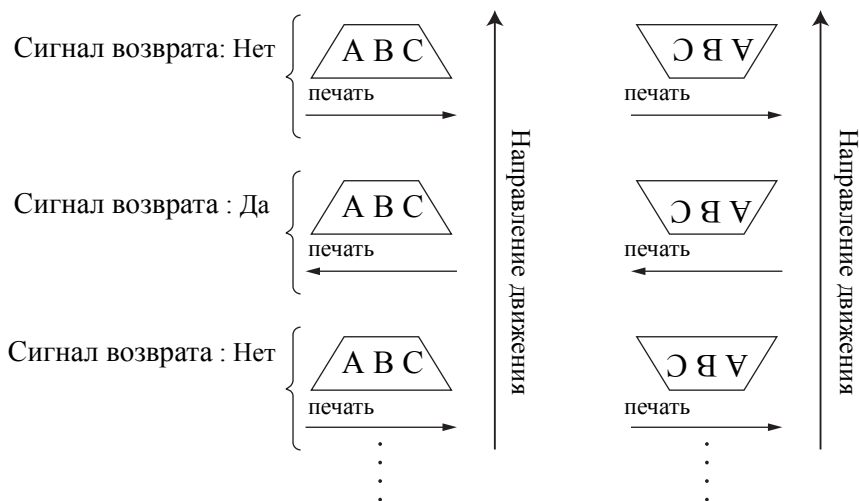 Сигнал возврата: Нет
A B C
печать
A B C
печать
Сигнал возврата : Да
A B C
печать
A B C
печать
Сигнал возврата : Нет
A B C
печать
A B C
печать
Направление движения
Направление движения